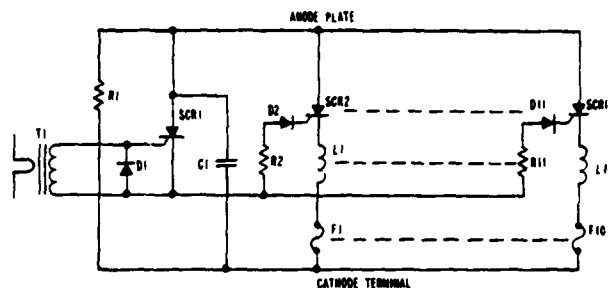 ANODE PLATE
R1
SCR1
T1
D1
C1
D2
SCR2
R2
L1
F1
D11
SCR1
R11
L1
F10
CATHODE TERMINAL